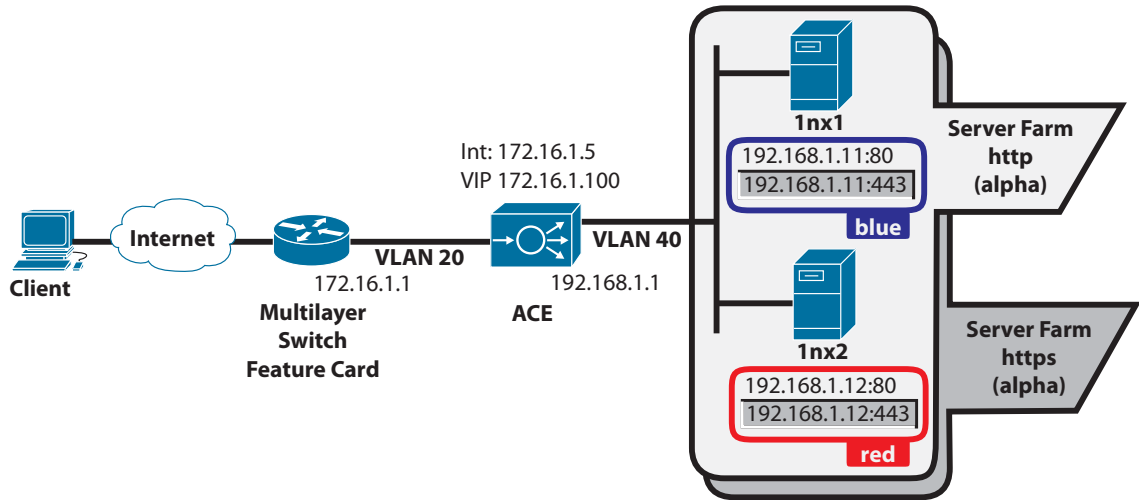 Client
Internet
172.16.1.1
Multilayer
Switch
Feature Card
VLAN 20
Int: 172.16.1.5
VIP 172.16.1.100
ACE
VLAN 40
192.168.1.1
1nx1
192.168.1.11:80
192.168.1.11:443
blue
1nx2
192.168.1.12:80
192.168.1.12:443
red
Server Farm
http
(alpha)
Server Farm
https
(alpha)